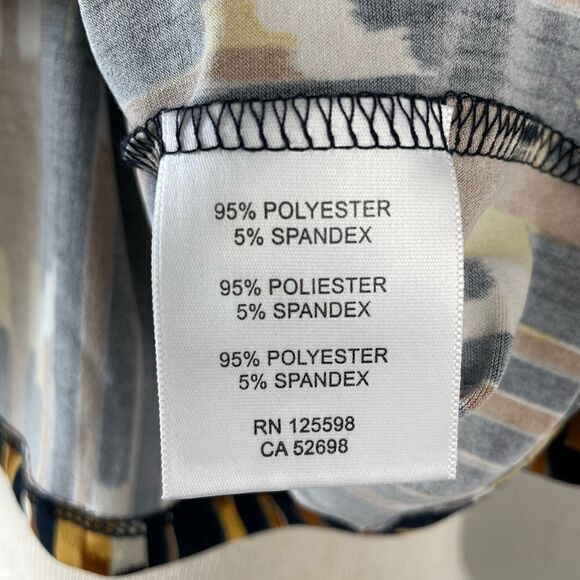 95% POLYESTER
5% SPANDEX
95% POLIESTER
5% SPANDEX
95% POLYESTER
5% SPANDEX
RN 125598
CA 52698